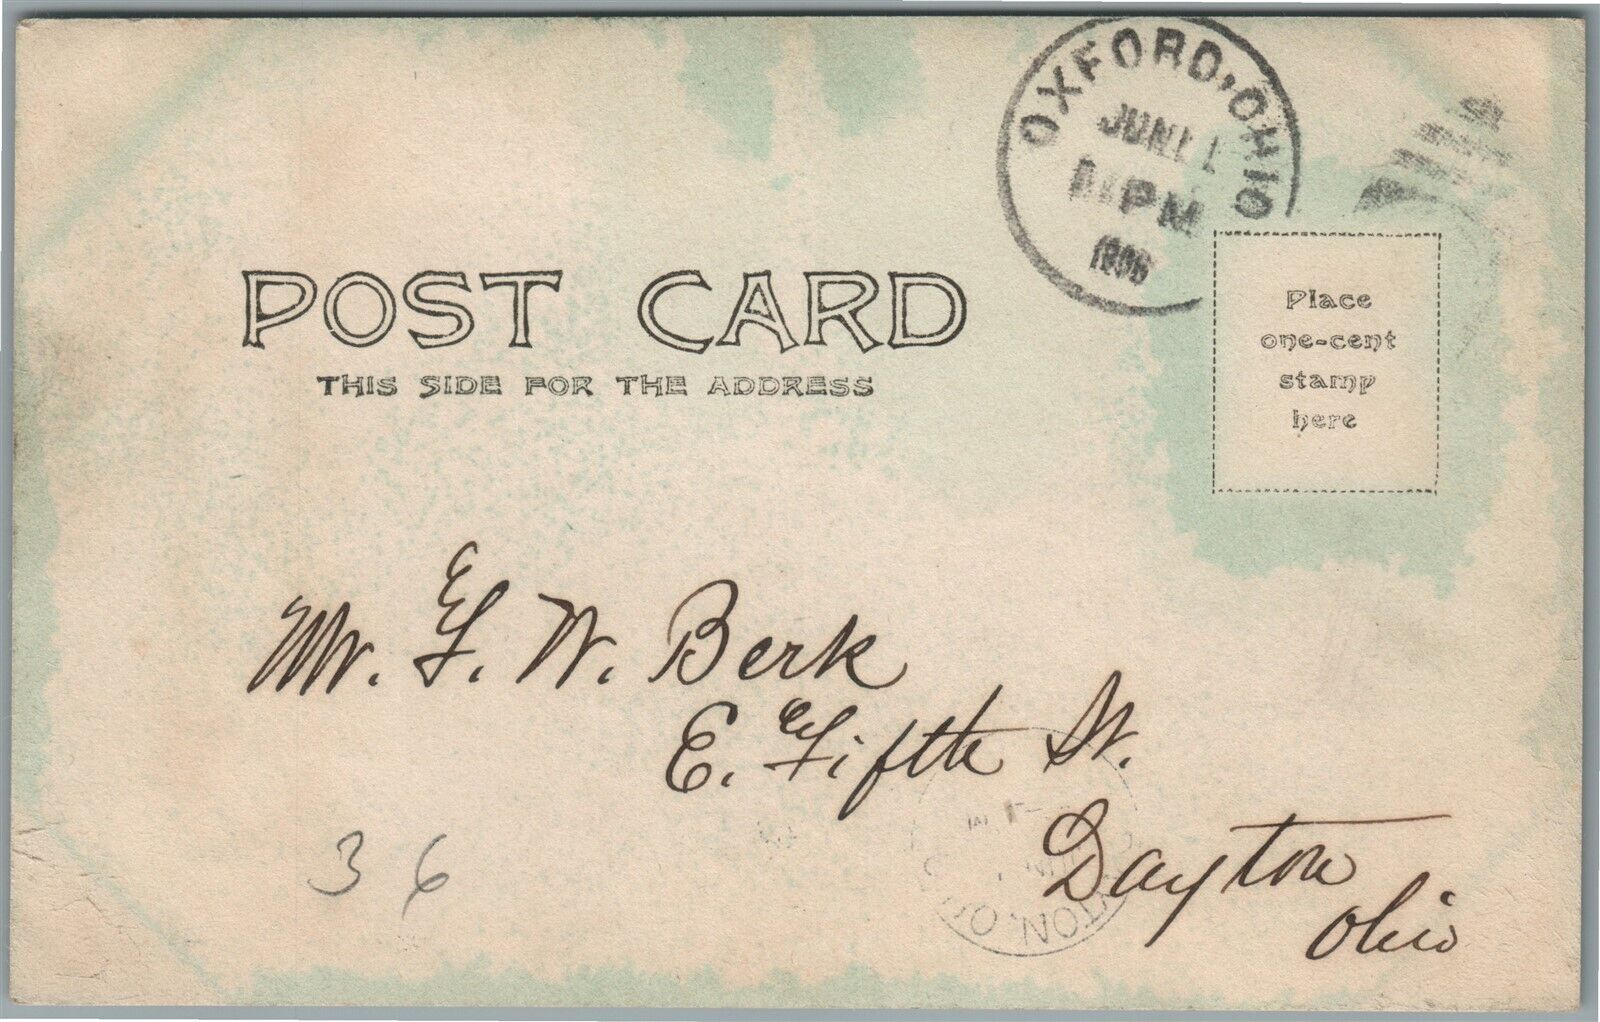 OXFORD, OHIO
JUN 11
PM
1906
POST CARD
THIS SIDE FOR THE ADDRESS
Place
one-cent
stamp
here
Mr. F. W. Berk
E. Fifth St.
Dayton
Ohio
36